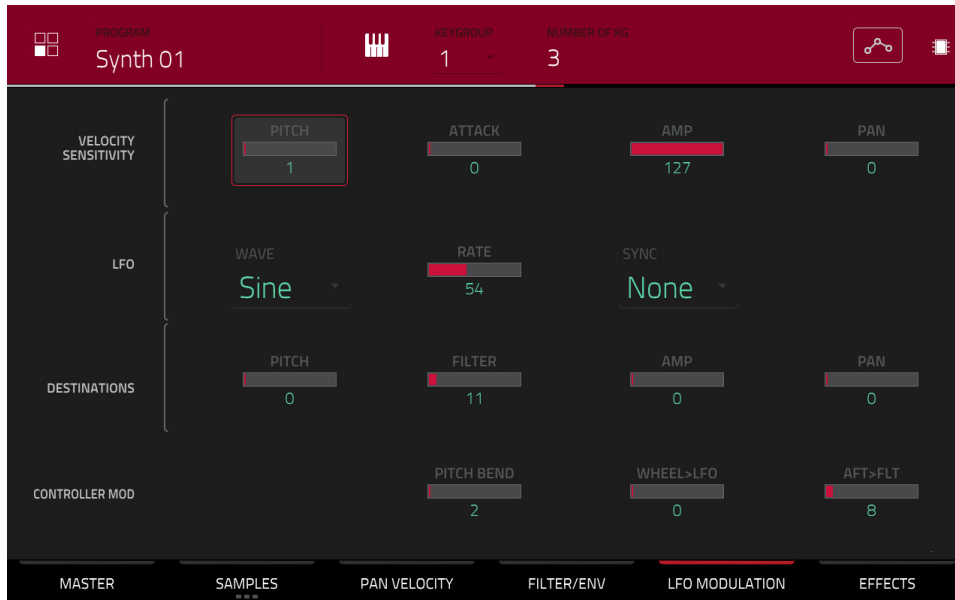 PROGRAM KEYGROUP NUMBER OF KG
Synth 01 1 3
VELOCITY SENSITIVITY
PITCH ATTACK AMP PAN
1 0 127 0
LFO
WAVE RATE SYNC
Sine 54 None
DESTINATIONS
PITCH FILTER AMP PAN
0 11 0 0
CONTROLLER MOD
PITCH BEND WHEEL>LFO AFT>FLT
2 0 8
MASTER SAMPLES PAN VELOCITY FILTER/ENV LFO MODULATION EFFECTS